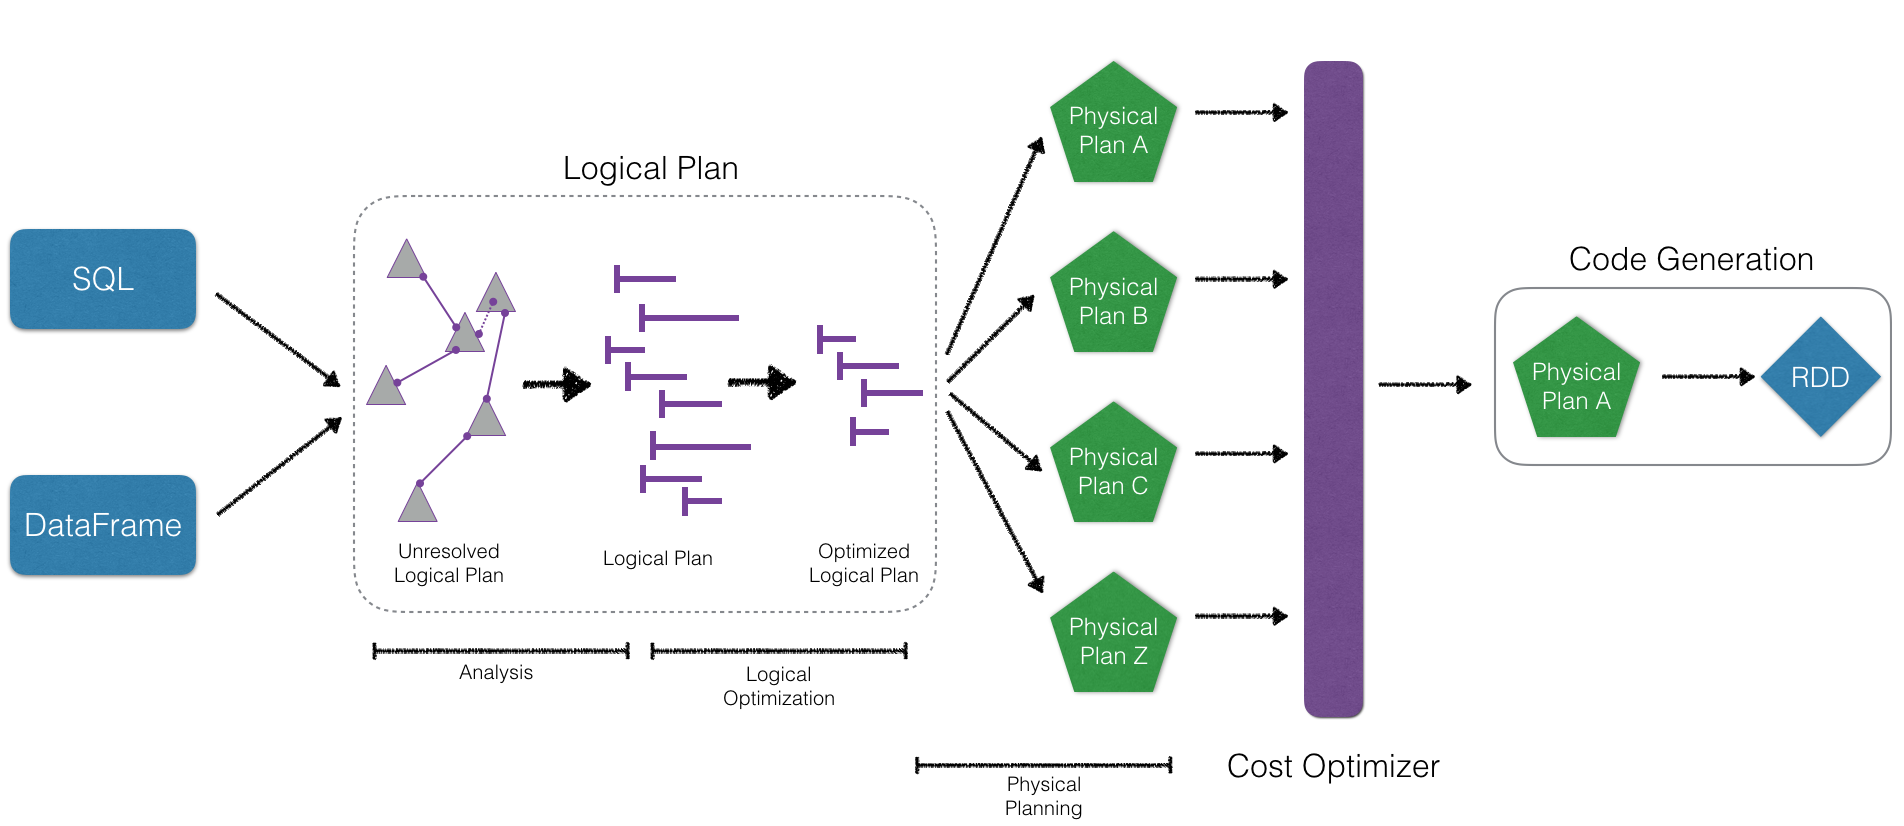 SQL
DataFrame
Logical Plan
Unresolved
Logical Plan
Logical Plan
Optimized
Logical Plan
Analysis
Logical
Optimization
Physical
Plan A
Physical
Plan B
Physical
Plan C
Physical
Plan Z
Physical
Planning
Cost Optimizer
Code Generation
Physical
Plan A
RDD